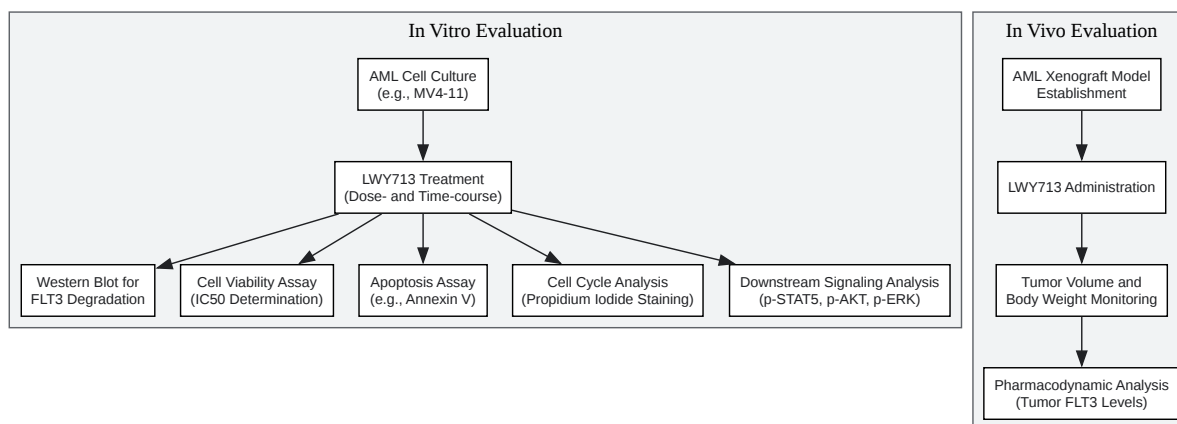 In Vitro Evaluation
AML Cell Culture
(e.g., MV4-11)
LWY713 Treatment
(Dose- and Time-course)
Western Blot for
FLT3 Degradation
Cell Viability Assay
(IC50 Determination)
Apoptosis Assay
(e.g., Annexin V)
Cell Cycle Analysis
(Propidium Iodide Staining)
Downstream Signaling Analysis
(p-STAT5, p-AKT, p-ERK)
In Vivo Evaluation
AML Xenograft Model
Establishment
LWY713 Administration
Tumor Volume and
Body Weight Monitoring
Pharmacodynamic Analysis
(Tumor FLT3 Levels)